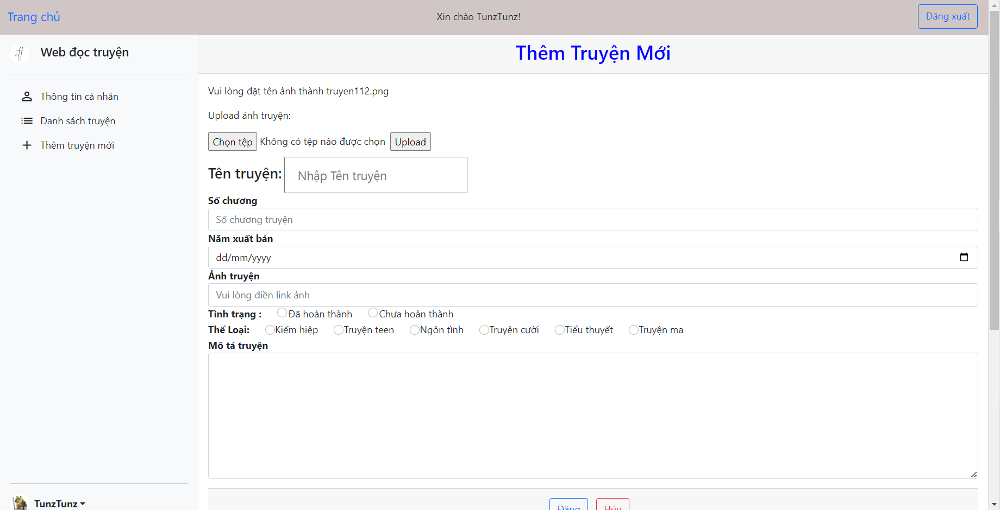 Trang chủ
Xin chào TunzTunz!
Đăng xuất
Web đọc truyện
Thông tin cá nhân
Danh sách truyện
Thêm truyện mới
TunzTunz
Thêm Truyện Mới
Vui lòng đặt tên ảnh thành truyen112.png
Upload ảnh truyện:
Chọn tệp Không có tệp nào được chọn Upload
Tên truyện: Nhập Tên truyện
Số chương
Số chương truyện
Năm xuất bản
dd/mm/yyyy
Ảnh truyện
Vui lòng điền link ảnh
Tình trạng : Đã hoàn thành Chưa hoàn thành
Thể Loại: Kiếm hiệp Truyện teen Ngôn tình Truyện cười Tiểu thuyết Truyện ma
Mô tả truyện
Đăng Hủy